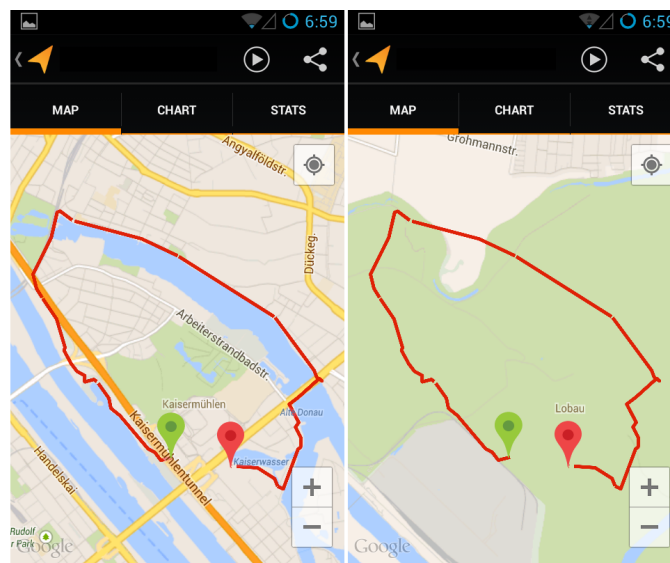 6:59
MAP CHART STATS
Angyalföldstr.
Dückeg.
Arbeiterstrandbadstr.
Kaisermühlen
Alte Donau
Kaisermühlentunnel
Kaiserwasser
Handelskai
Rudolf
r Park
Google
+
−
6:59
MAP CHART STATS
Grohmannstr.
Lobau
Google
+
−